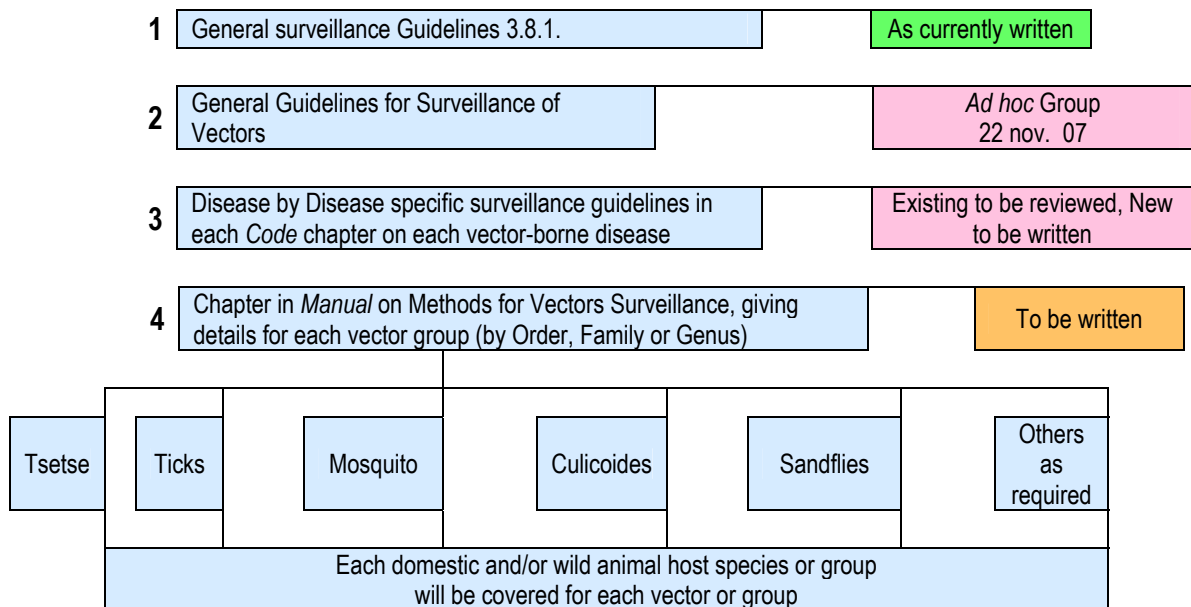 1
General surveillance Guidelines 3.8.1.
As currently written
2
General Guidelines for Surveillance of
Vectors
Ad hoc Group
22 nov. 07
3
Disease by Disease specific surveillance guidelines in
each Code chapter on each vector-borne disease
Existing to be reviewed, New
to be written
4
Chapter in Manual on Methods for Vectors Surveillance, giving
details for each vector group (by Order, Family or Genus)
To be written
Tsetse
Ticks
Mosquito
Culicoides
Sandflies
Others
as
required
Each domestic and/or wild animal host species or group
will be covered for each vector or group